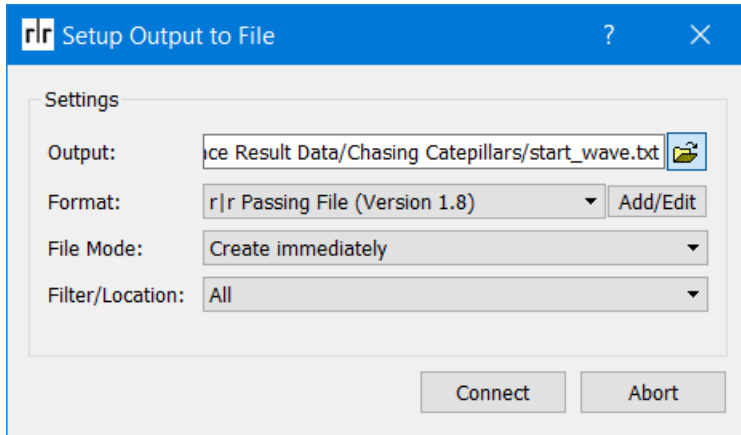 r|r Setup Output to File ?
Settings
Output: ice Result Data/Chasing Catepillars/start_wave.txt
Format: r|r Passing File (Version 1.8) Add/Edit
File Mode: Create immediately
Filter/Location: All
Connect Abort